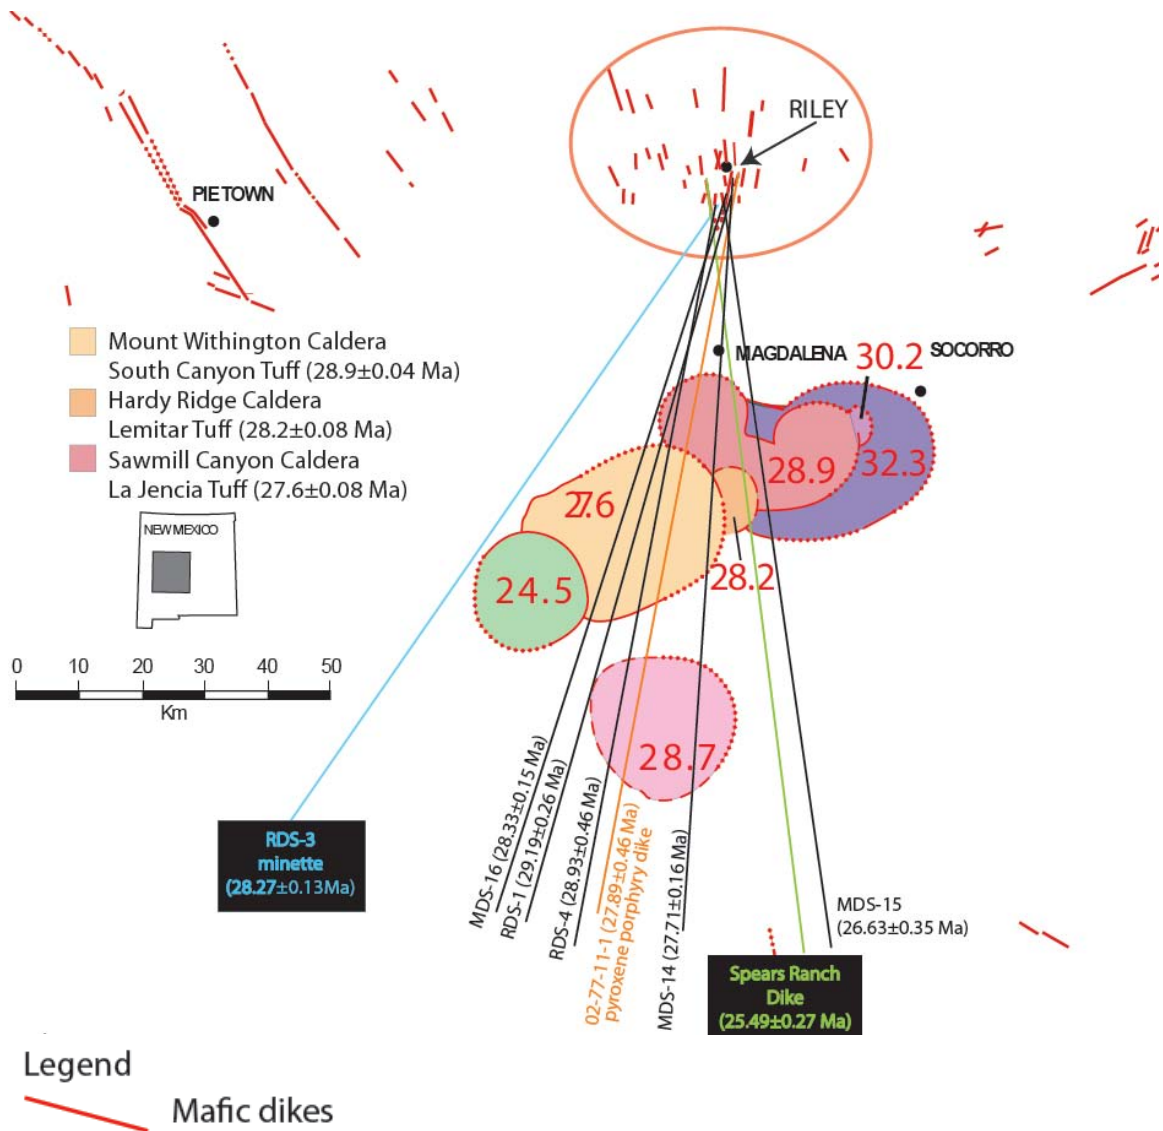 RILEY
PIETOWN
Mount Withington Caldera
South Canyon Tuff (28.9±0.04 Ma)
Hardy Ridge Caldera
Lemitar Tuff (28.2±0.08 Ma)
Sawmill Canyon Caldera
La Jencia Tuff (27.6±0.08 Ma)
MAGDALENA
30.2
SOCORRO
28.9
32.3
27.6
28.2
24.5
28.7
NEW MEXICO
0 10 20 30 40 50
Km
RDS-3
minette
(28.27±0.13Ma)
MDS-16 (28.33±0.15 Ma)
RDS-1 (29.19±0.26 Ma)
RDS-4 (28.93±0.46 Ma)
02-77-11-1 (27.89±0.46 Ma)
pyroxene porphyry dike
MDS-14 (27.71±0.16 Ma)
Spears Ranch
Dike
(25.49±0.27 Ma)
MDS-15
(26.63±0.35 Ma)
Legend
Mafic dikes